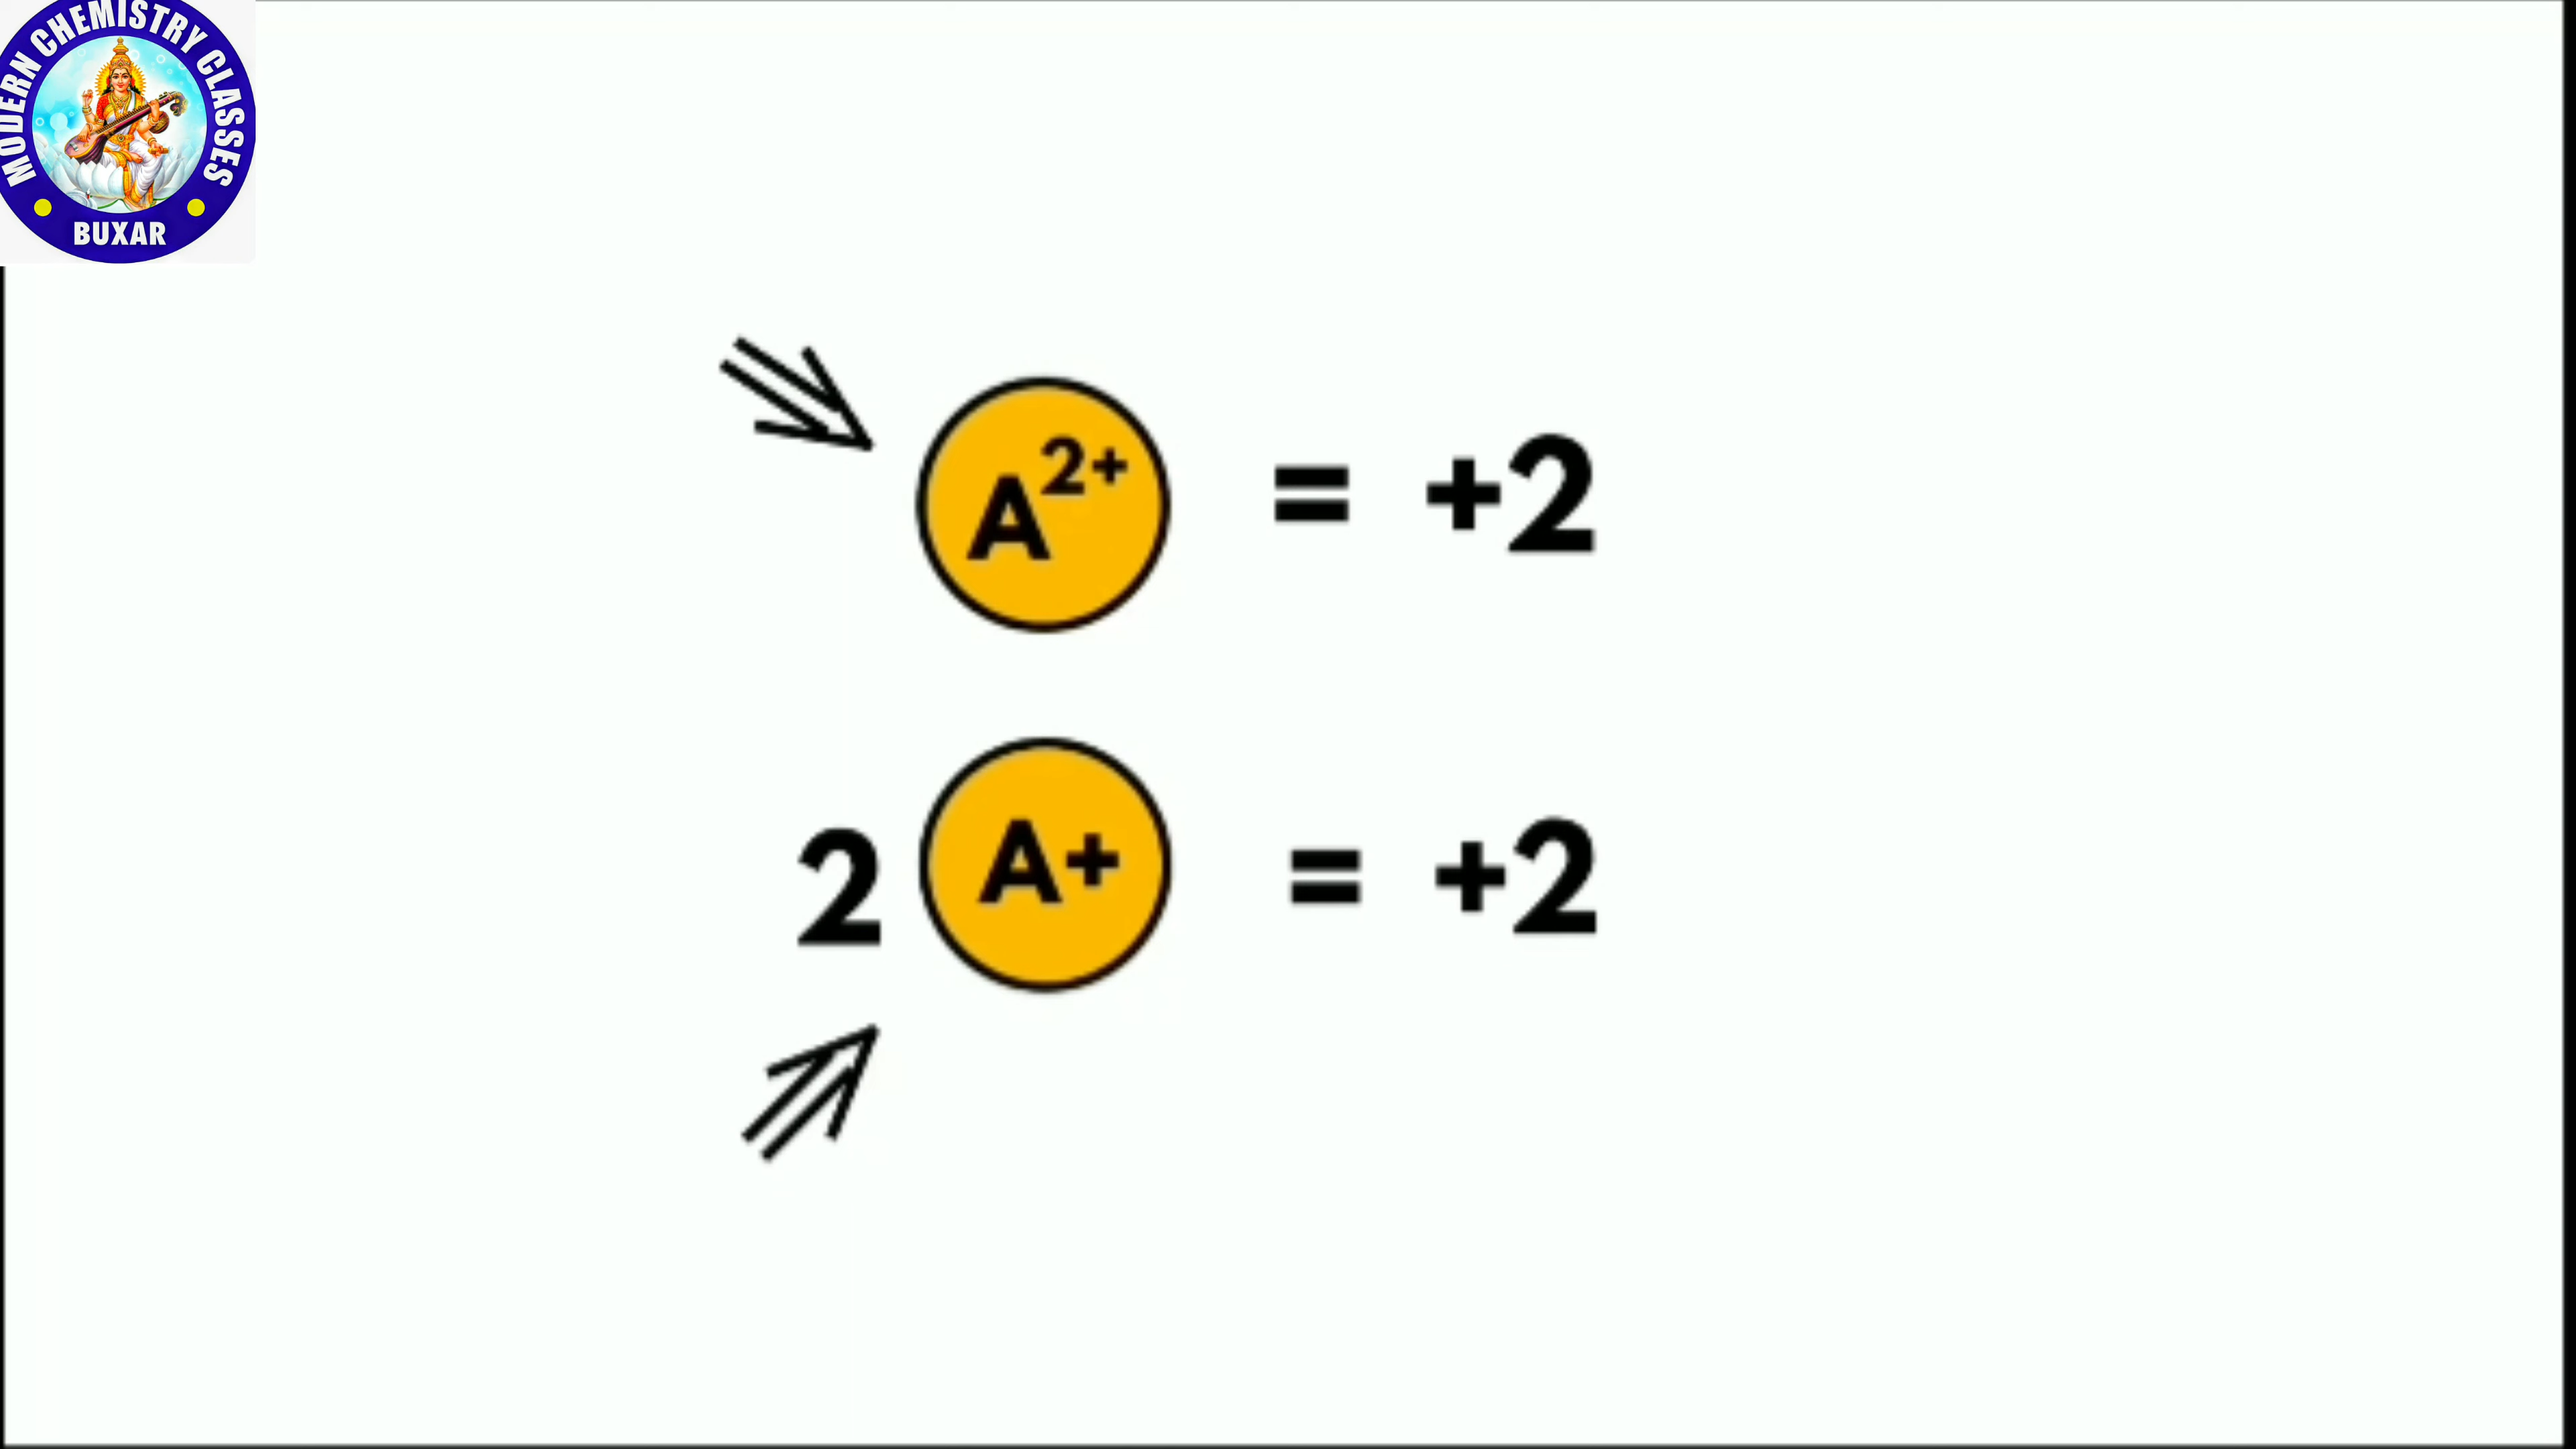 MODERN CHEMISTRY CLASSES
BUXAR
A²⁺ = +2
2 A+ = +2